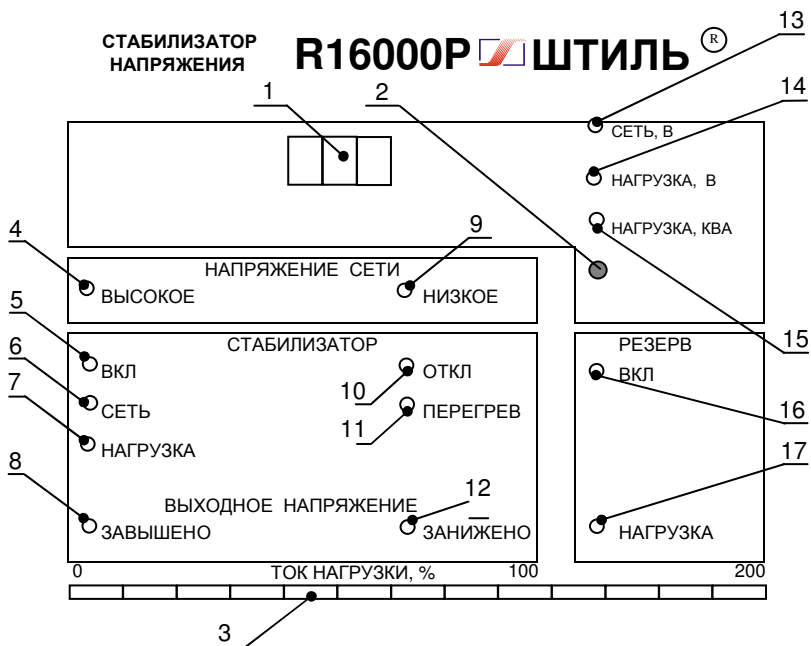 СТАБИЛИЗАТОР
НАПРЯЖЕНИЯ
R16000P ШТИЛЬ ®
13
1
2
14
СЕТЬ, В
НАГРУЗКА, В
НАГРУЗКА, КВА
4
9
НАПРЯЖЕНИЕ СЕТИ
ВЫСОКОЕ
НИЗКОЕ
5
15
СТАБИЛИЗАТОР
РЕЗЕРВ
6
ВКЛ
10
ОТКЛ
ВКЛ
7
СЕТЬ
11
ПЕРЕГРЕВ
16
НАГРУЗКА
17
8
ВЫХОДНОЕ НАПРЯЖЕНИЕ
12
ЗАВЫШЕНО
ЗАНИЖЕНО
НАГРУЗКА
0
ТОК НАГРУЗКИ, %
100
200
3